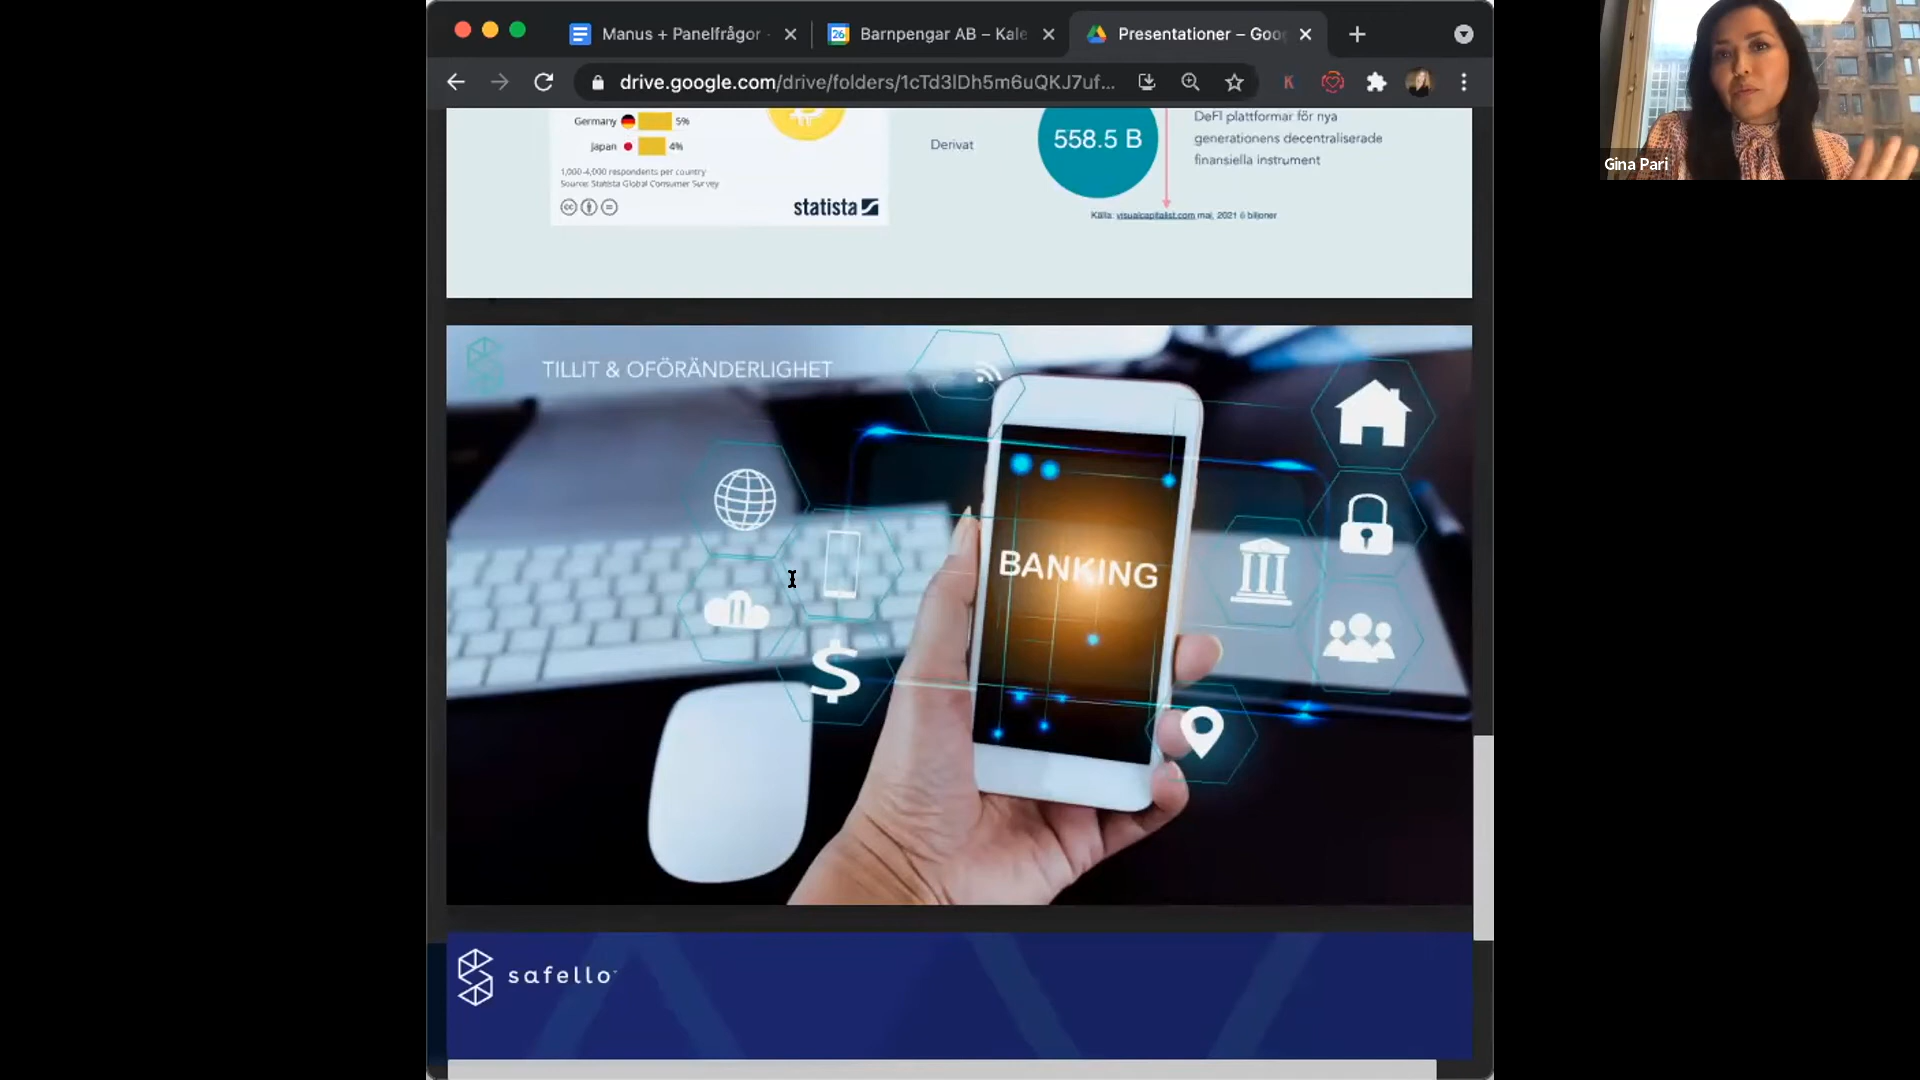 Manus + Panelfrågor
Barnpengar AB – Kale
Presentationer – Goo
drive.google.com/drive/folders/1cTd3lDh5m6uQKJ7uf...
Gina Pari
Germany 5%
Japan 4%
1,000-4,000 respondents per country
Source: Statista Global Consumer Survey
statista
Derivat
558.5 B
DeFI plattformar för nya
generationens decentraliserade
finansiella instrument
Källa: visualcapitalist.com maj, 2021 6 biljoner
TILLIT & OFÖRÄNDERLIGHET
BANKING
$
safello